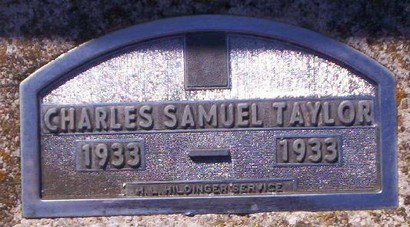 CHARLES SAMUEL TAYLOR
1933 — 1933
H.L. HILDINGER SERVICE